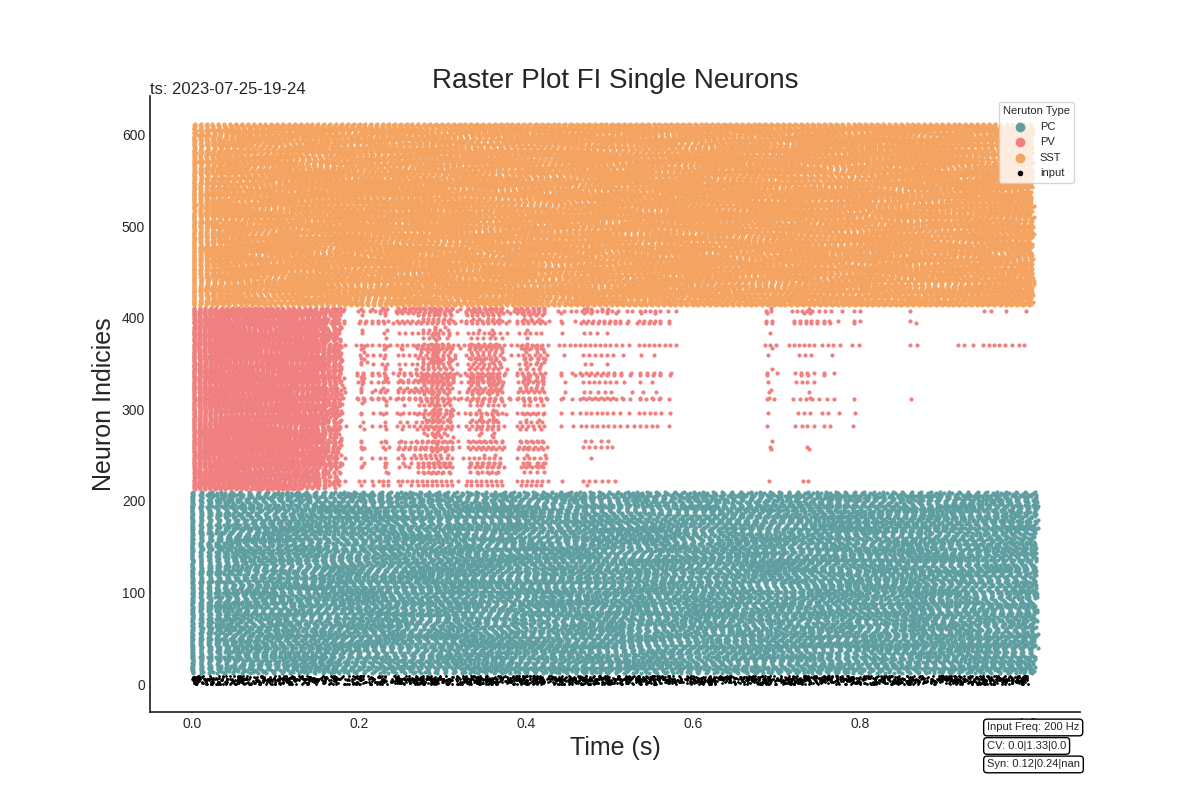 Raster Plot FI Single Neurons
ts: 2023-07-25-19-24
Neruton Type
PC
PV
SST
input
600
500
400
300
200
100
0
Neuron Indicies
0.0 0.2 0.4 0.6 0.8
Time (s)
Input Freq: 200 Hz
CV: 0.0|1.33|0.0
Syn: 0.12|0.24|nan